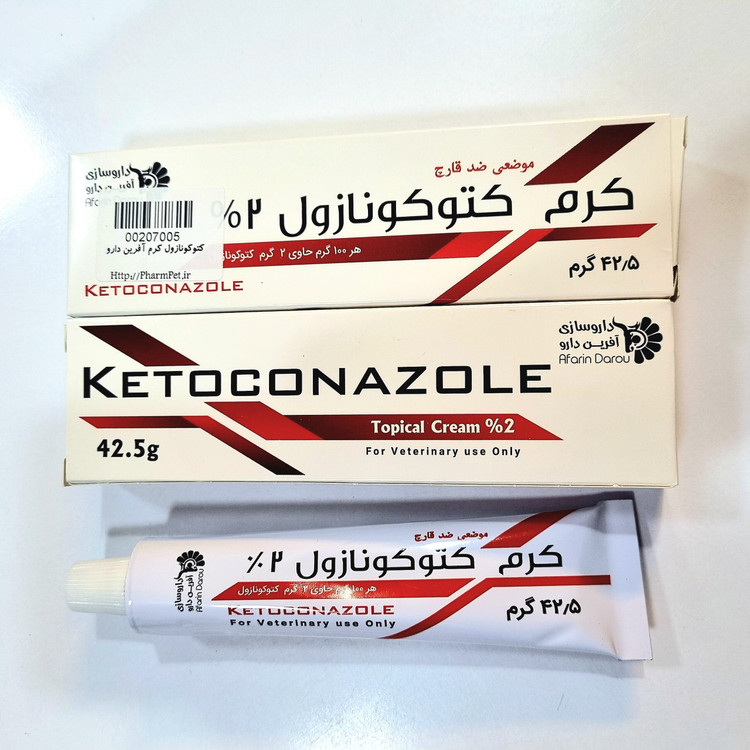 داروسازی
آفرین دارو
Afarin
موضعی ضد قارچ
کرم کتوکونازول ۲%
هر ۱۰۰ گرم حاوی ۲ گرم
۴۲٫۵ گرم
00207005
کتوکونازول کرم آفرین دارو
Http://PharmPet.ir
KETOCONAZOLE
داروسازی
آفرین دارو
Afarin Darou
KETOCONAZOLE
Topical Cream %2
42.5g
For Veterinary use Only
داروسازی
آفرین دارو
Afarin Darou
موضعی ضد قارچ
کرم کتوکونازول ۲٪
هر ۱۰۰ گرم حاوی ۲ گرم کتوکونازول
۴۲٫۵ گرم
KETOCONAZOLE
For Veterinary use Only